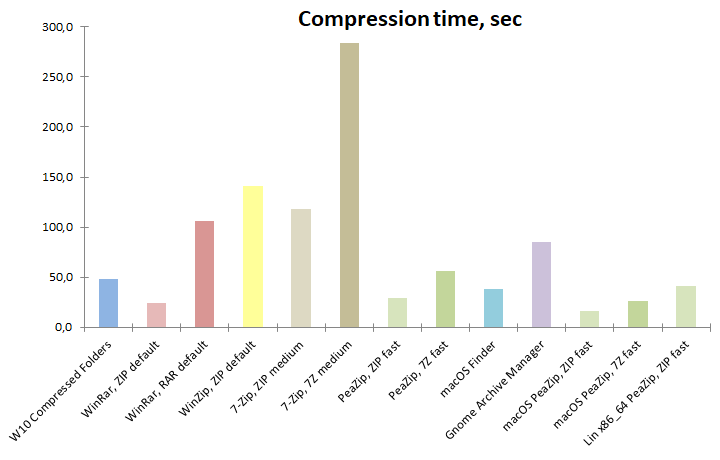 Compression time, sec
300,0
250,0
200,0
150,0
100,0
50,0
0,0
W10 Compressed Folders
WinRar, ZIP default
WinRar, RAR default
WinZip, ZIP default
7-Zip, ZIP medium
7-Zip, 7Z medium
PeaZip, ZIP fast
PeaZip, 7Z fast
macOS Finder
Gnome Archive Manager
macOS PeaZip, ZIP fast
macOS PeaZip, 7Z fast
Lin x86_64 PeaZip, ZIP fast